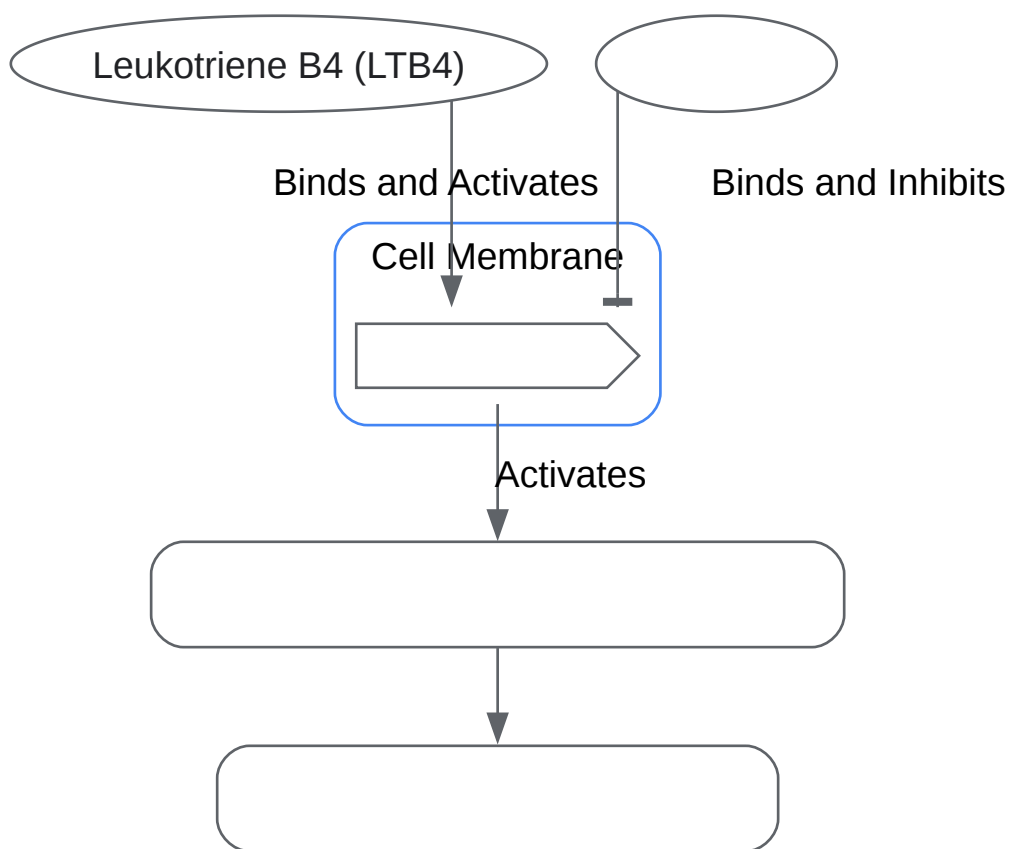 Leukotriene B4 (LTB4)
Binds and Activates
Binds and Inhibits
Cell Membrane
Activates